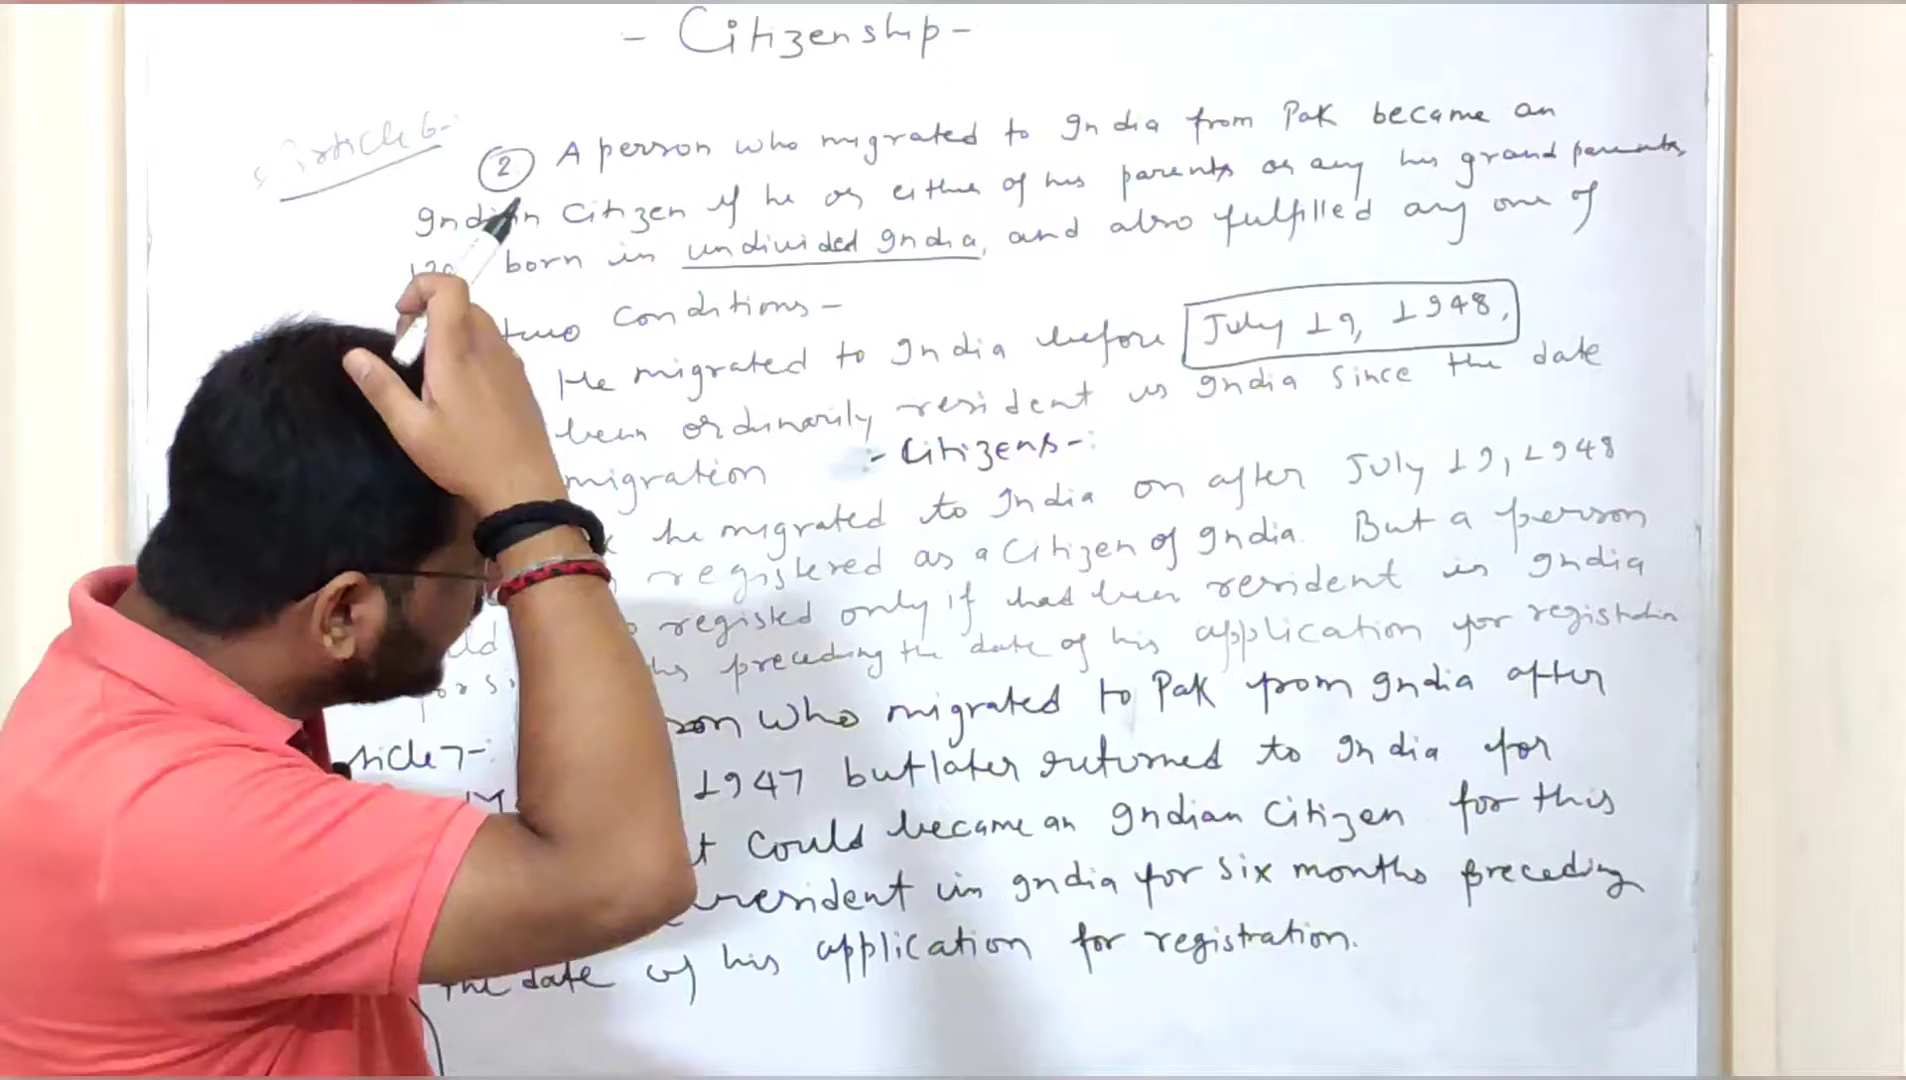 - Citizenship -
Article 6-
② A person who migrated to India from Pak became an
Indian Citizen if he or either of his parents or any his grand parents
born in undivided India, and also fulfilled any one of
two conditions -
He migrated to India before July 19, 1948,
been ordinarily resident in India since the date
migration - Citizens -:
he migrated to India on after July 19, 1948
registered as a Citizen of India. But a person
registed only if had been resident in India
preceding the date of his application for registration
for
who migrated to Pak from India after
1947 but later returned to India for
t could became an Indian Citizen for this
resident in India for six months preceding
the date of his application for registration.